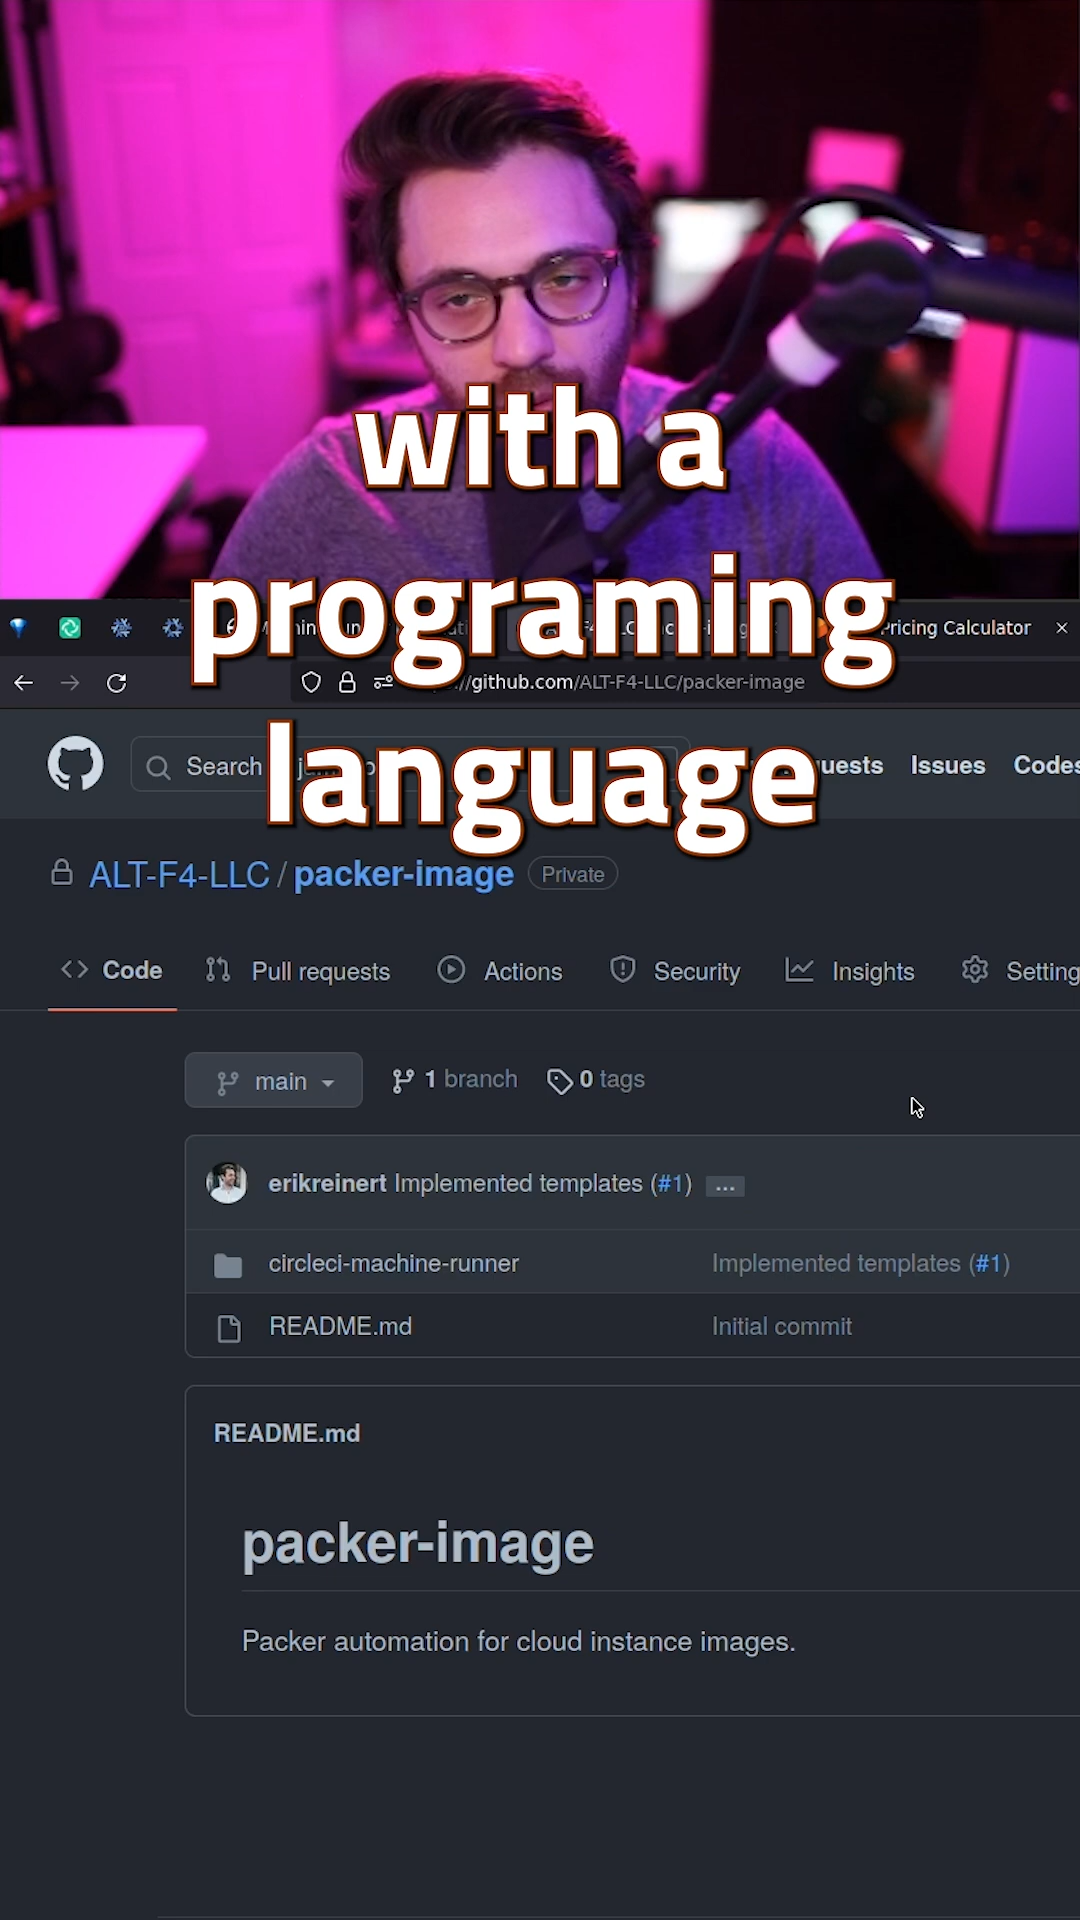 with a
programing
language
Pricing Calculator
github.com/ALT-F4-LLC/packer-image
Search
Issues
ALT-F4-LLC / packer-image Private
Code Pull requests Actions Security Insights
main 1 branch 0 tags
erikreinert Implemented templates (#1) ...
circleci-machine-runner Implemented templates (#1)
README.md Initial commit
README.md
packer-image
Packer automation for cloud instance images.